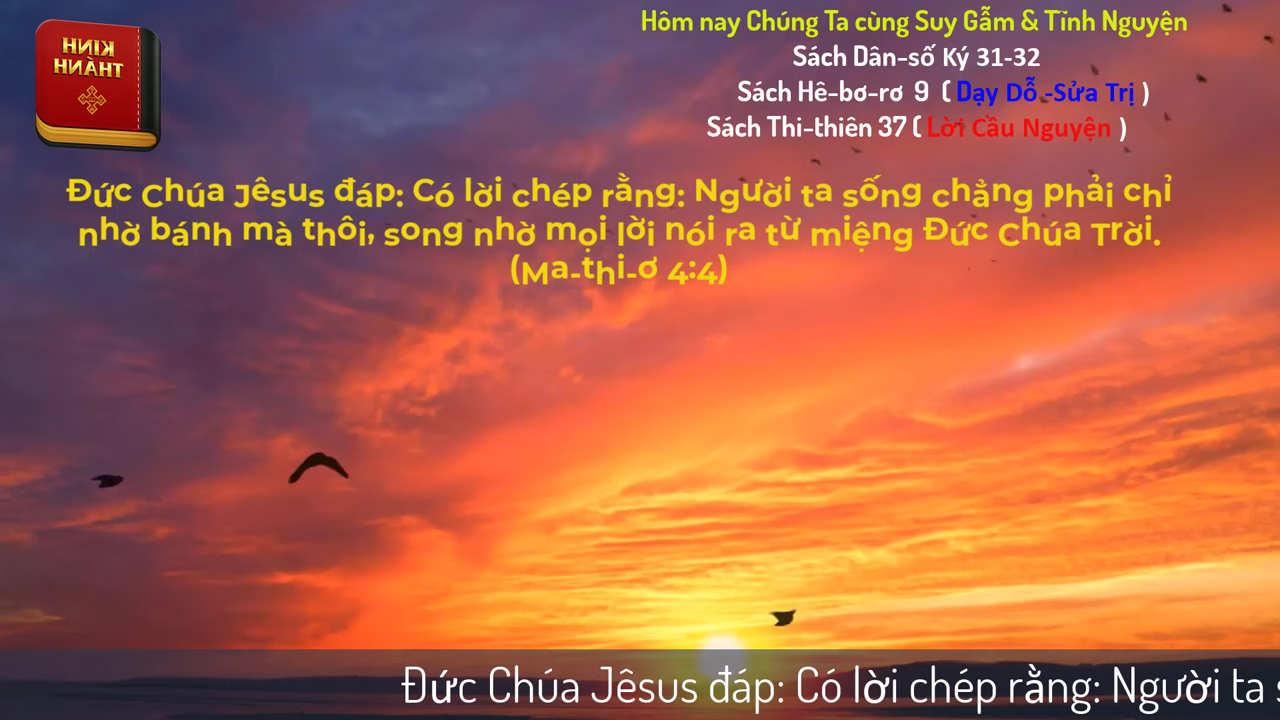 KINH
THÀNH
Hôm nay Chúng Ta cùng Suy Gẫm & Tĩnh Nguyện
Sách Dân-số Ký 31-32
Sách Hê-bơ-rơ 9 ( Dạy Dỗ -Sửa Trị )
Sách Thi-thiên 37 ( Lời Cầu Nguyện )
Đức Chúa Jêsus đáp: Có lời chép rằng: Người ta sống chẳng phải chỉ
nhờ bánh mà thôi, song nhờ mọi lời nói ra từ miệng Đức Chúa Trời.
(Ma-thi-ơ 4:4)
Đức Chúa Jêsus đáp: Có lời chép rằng: Người ta